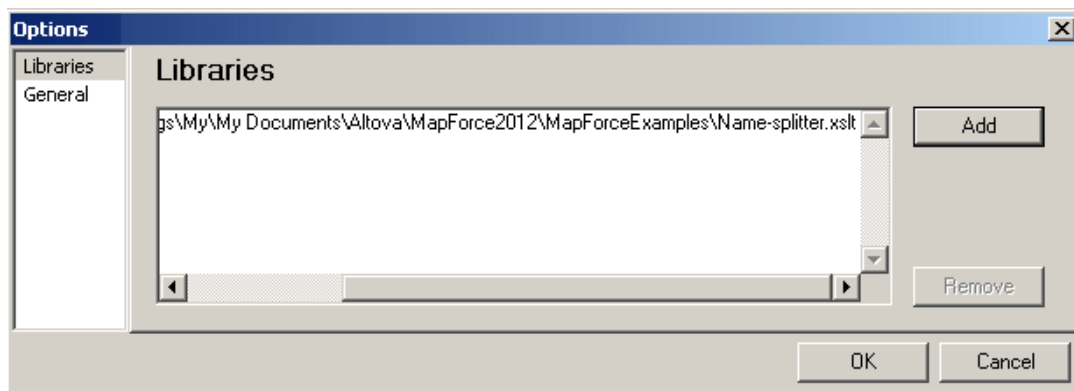 Options
Libraries
General
Libraries
gs\My\My Documents\Altova\MapForce2012\MapForceExamples\Name-splitter.xslt
Add
Remove
OK
Cancel